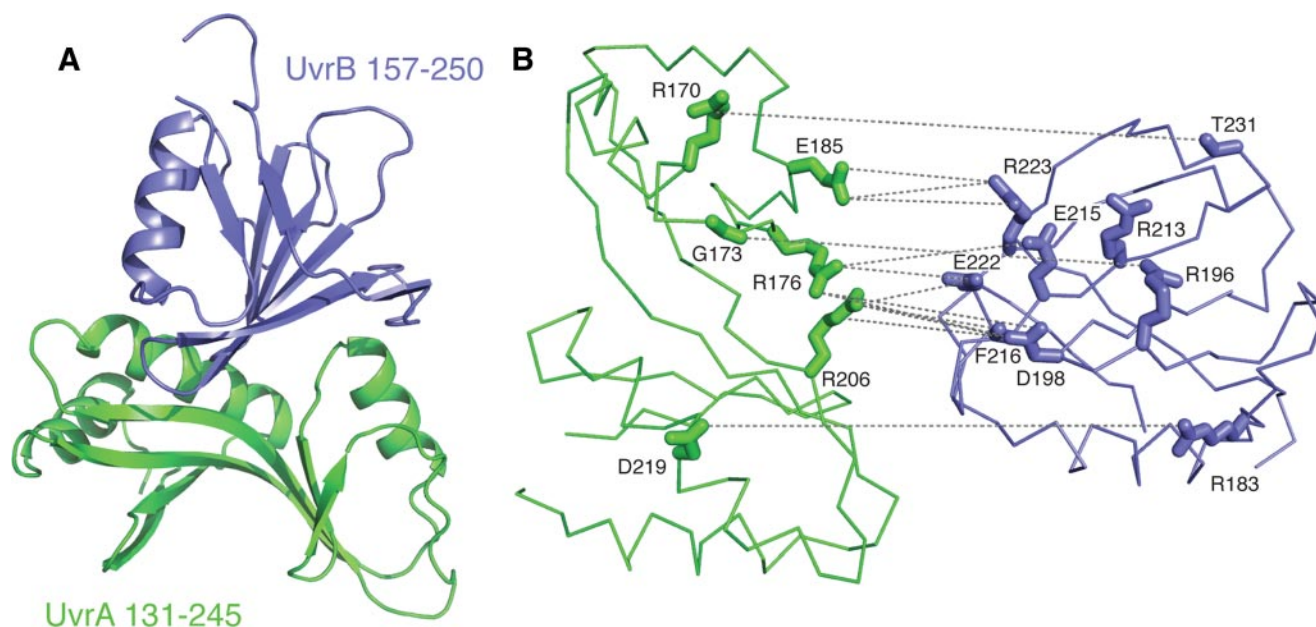 A
UvrB 157-250
UvrA 131-245
B
R170
E185
G173
R176
R206
D219
T231
R223
E215
R213
E222
R196
F216
D198
R183